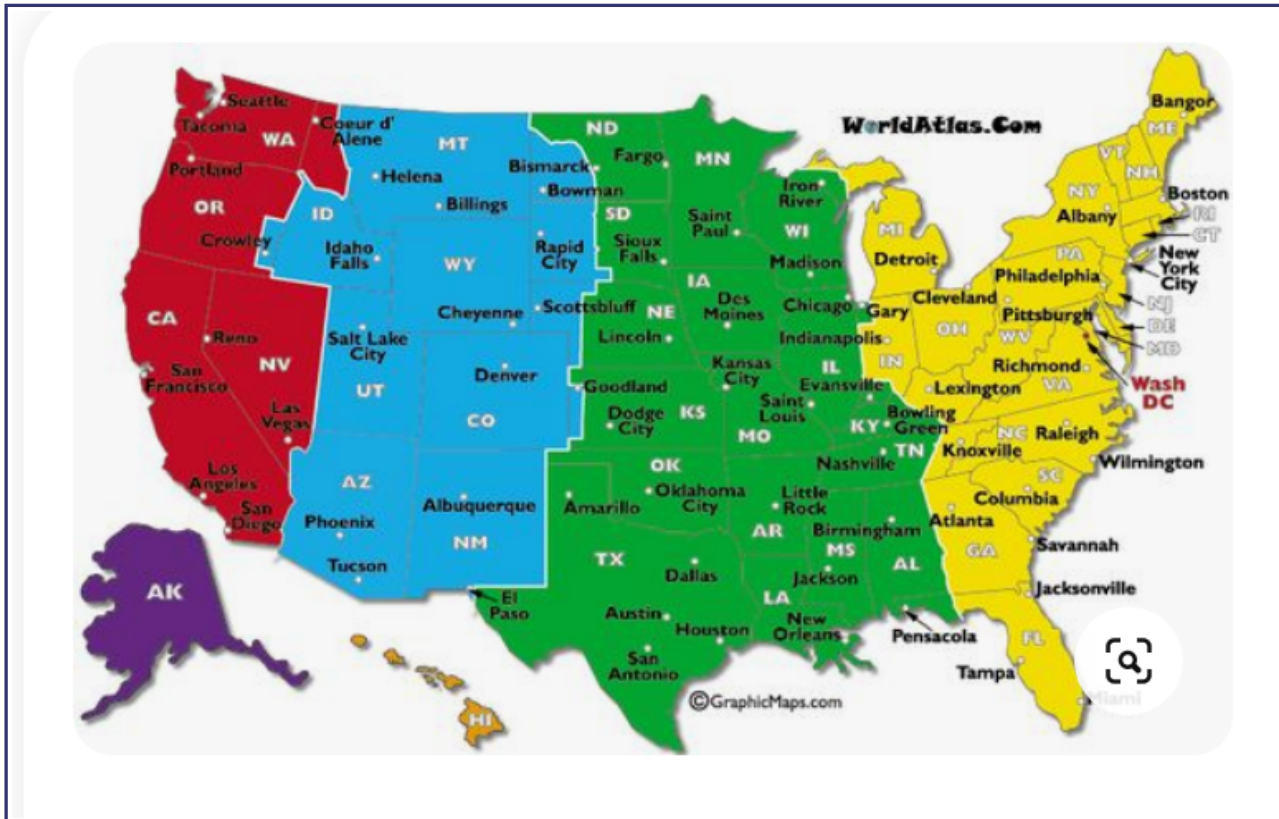 WorldAtlas.Com
Seattle
Tacoma
WA
Coeur d'
Alene
Portland
OR
Crowley
CA
Reno
NV
San
Francisco
Las
Vegas
Los
Angeles
San
Diego
MT
Helena
Billings
ID
Idaho
Falls
WY
Cheyenne
Salt Lake
City
UT
Denver
CO
AZ
Phoenix
Tucson
Albuquerque
NM
El
Paso
ND
Bismarck
Fargo
Bowman
SD
Rapid
City
Sioux
Falls
Scottsbluff
NE
Lincoln
Goodland
Dodge
City
KS
OK
Oklahoma
City
Amarillo
TX
Dallas
Austin
Houston
San
Antonio
MN
Saint
Paul
Iron
River
WI
Madison
IA
Des
Moines
Chicago
Gary
Indianapolis
IL
IN
Kansas
City
Evansville
Saint
Louis
MO
KY
Bowling
Green
Nashville
TN
Little
Rock
AR
Birmingham
MS
AL
Jackson
LA
New
Orleans
Pensacola
MI
Detroit
Cleveland
OH
Lexington
Knoxville
Bangor
ME
VT
NH
NY
Albany
Boston
RI
CT
PA
New
York
City
Philadelphia
NJ
Pittsburgh
DE
MD
WV
Richmond
VA
Wash
DC
NC
Raleigh
Wilmington
SC
Columbia
Atlanta
GA
Savannah
Jacksonville
FL
Tampa
Miami
AK
HI
©GraphicMaps.com